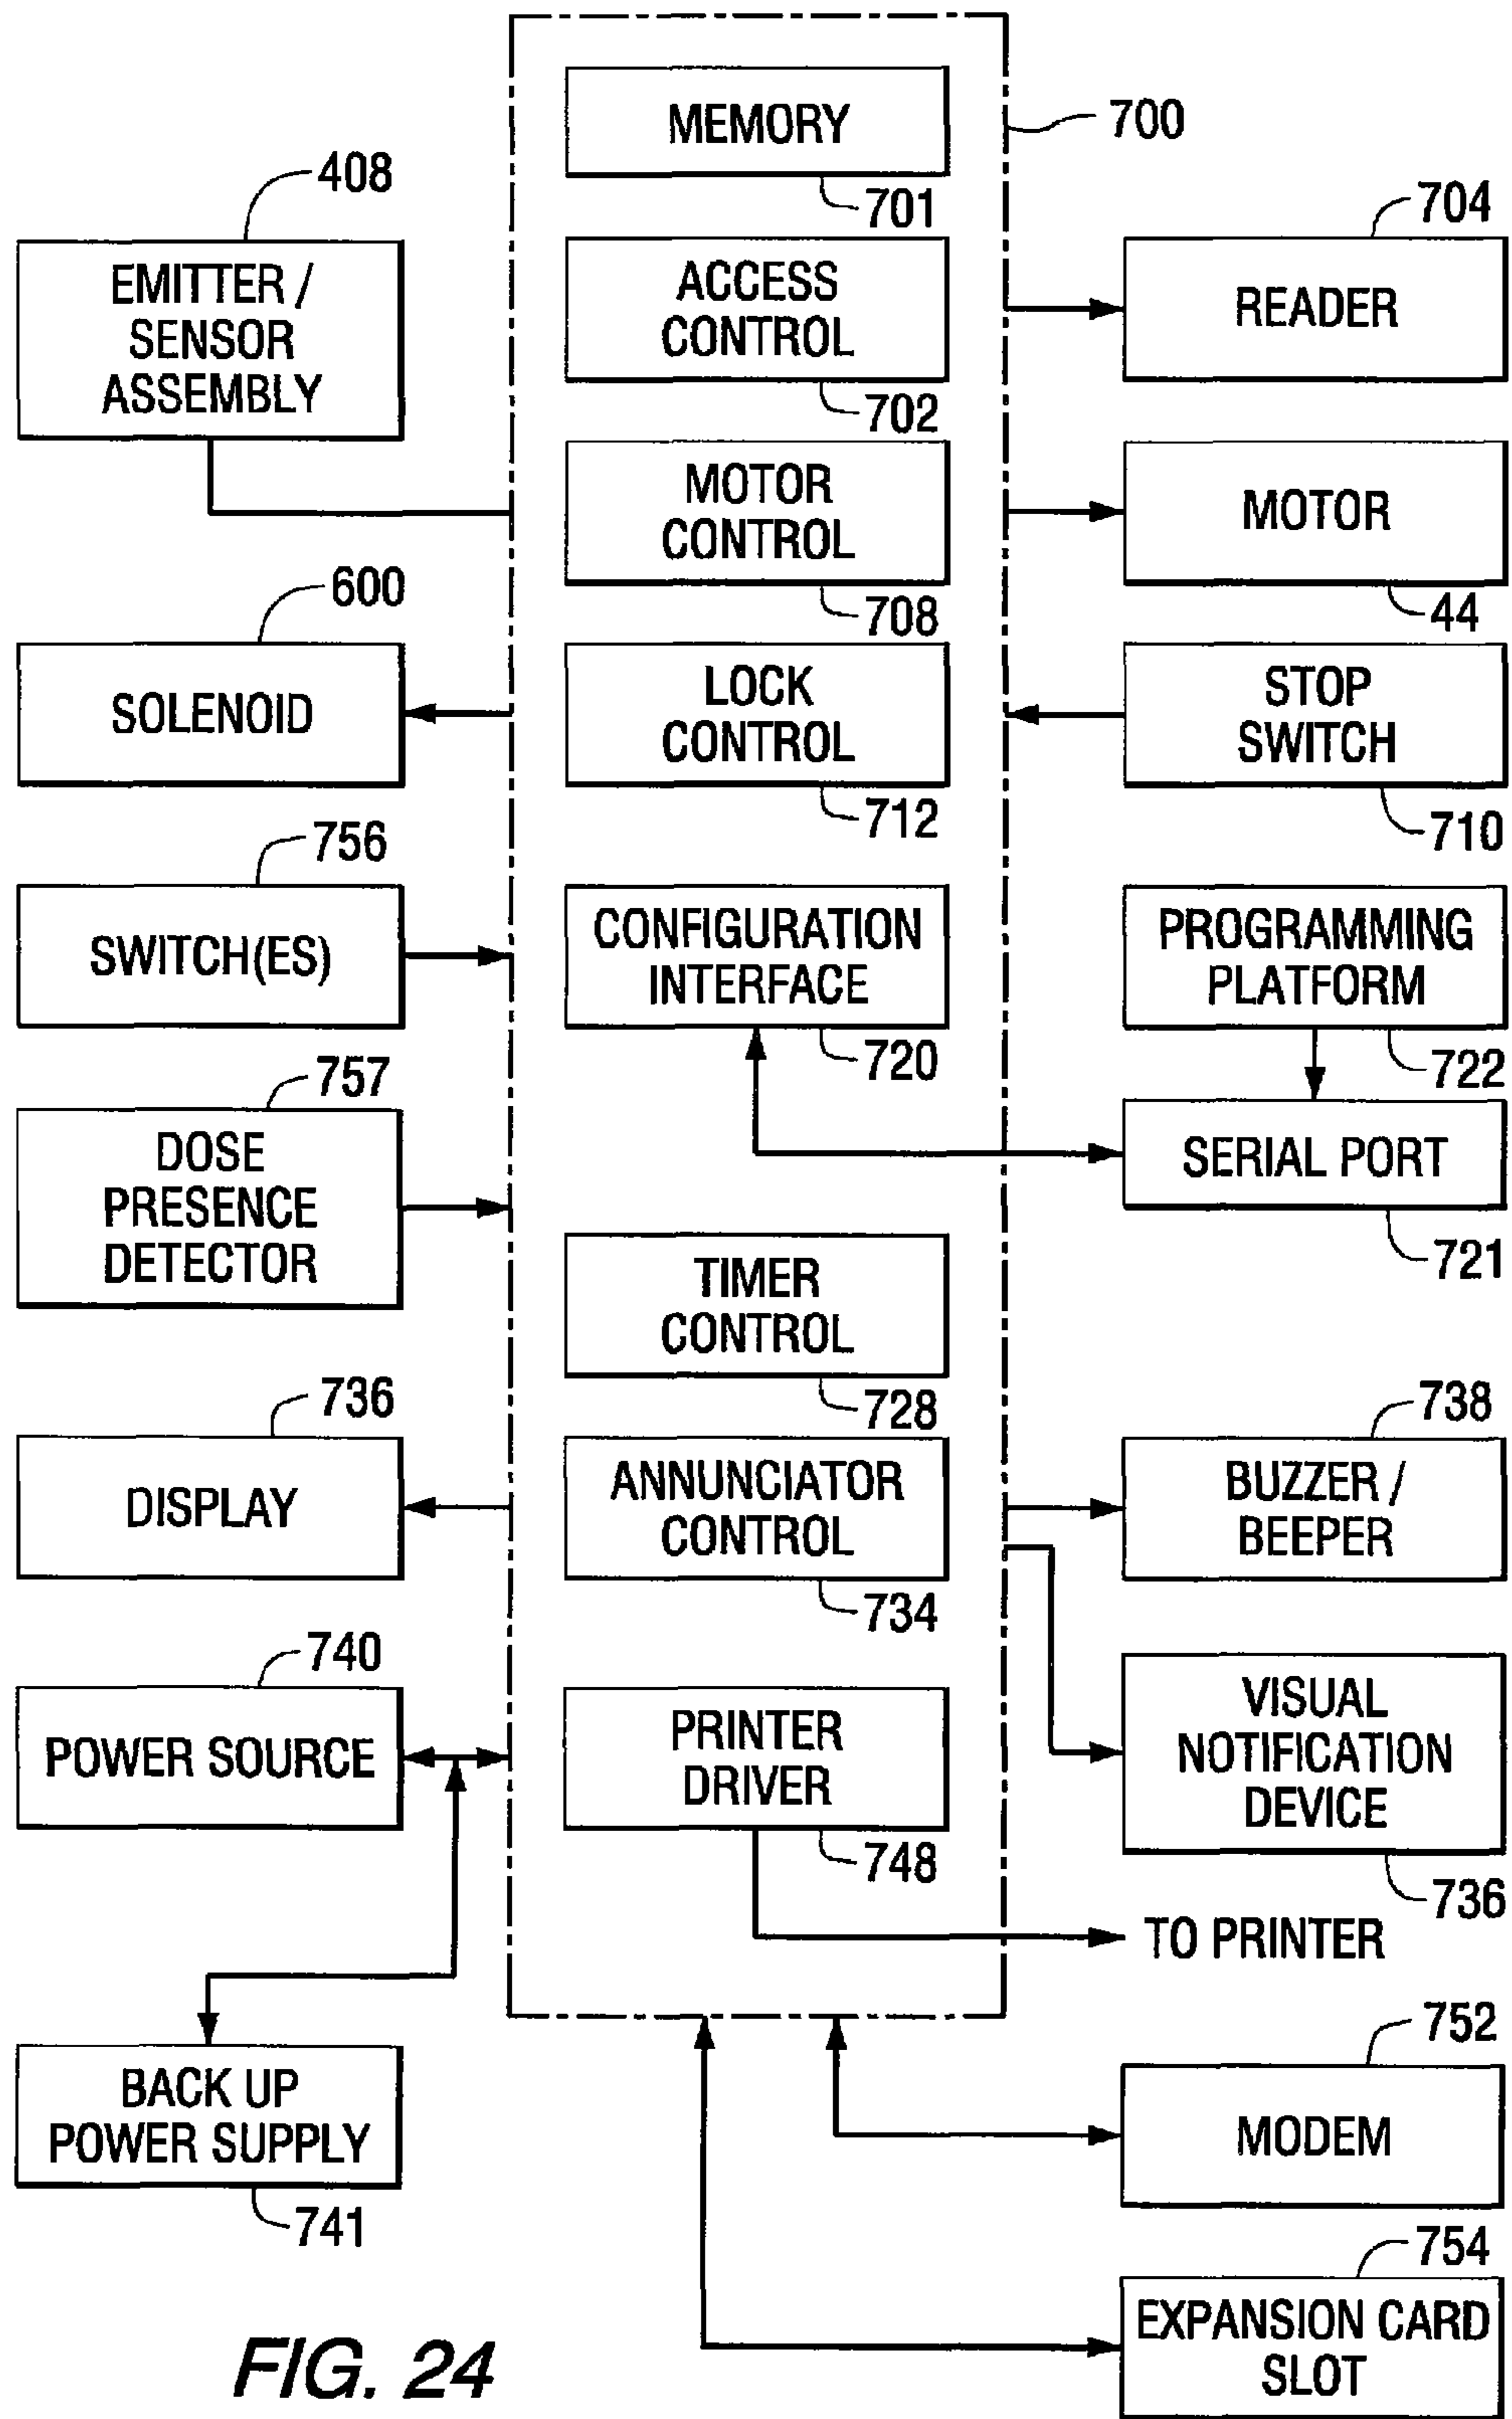 MEMORY
701
700
408
EMITTER /
SENSOR
ASSEMBLY
ACCESS
CONTROL
702
704
READER
MOTOR
CONTROL
708
MOTOR
44
600
SOLENOID
LOCK
CONTROL
712
STOP
SWITCH
710
756
SWITCH(ES)
CONFIGURATION
INTERFACE
720
PROGRAMMING
PLATFORM
722
757
DOSE
PRESENCE
DETECTOR
SERIAL PORT
721
TIMER
CONTROL
728
736
DISPLAY
ANNUNCIATOR
CONTROL
734
738
BUZZER /
BEEPER
740
POWER SOURCE
PRINTER
DRIVER
748
VISUAL
NOTIFICATION
DEVICE
736
TO PRINTER
BACK UP
POWER SUPPLY
741
752
MODEM
754
EXPANSION CARD
SLOT
FIG. 24